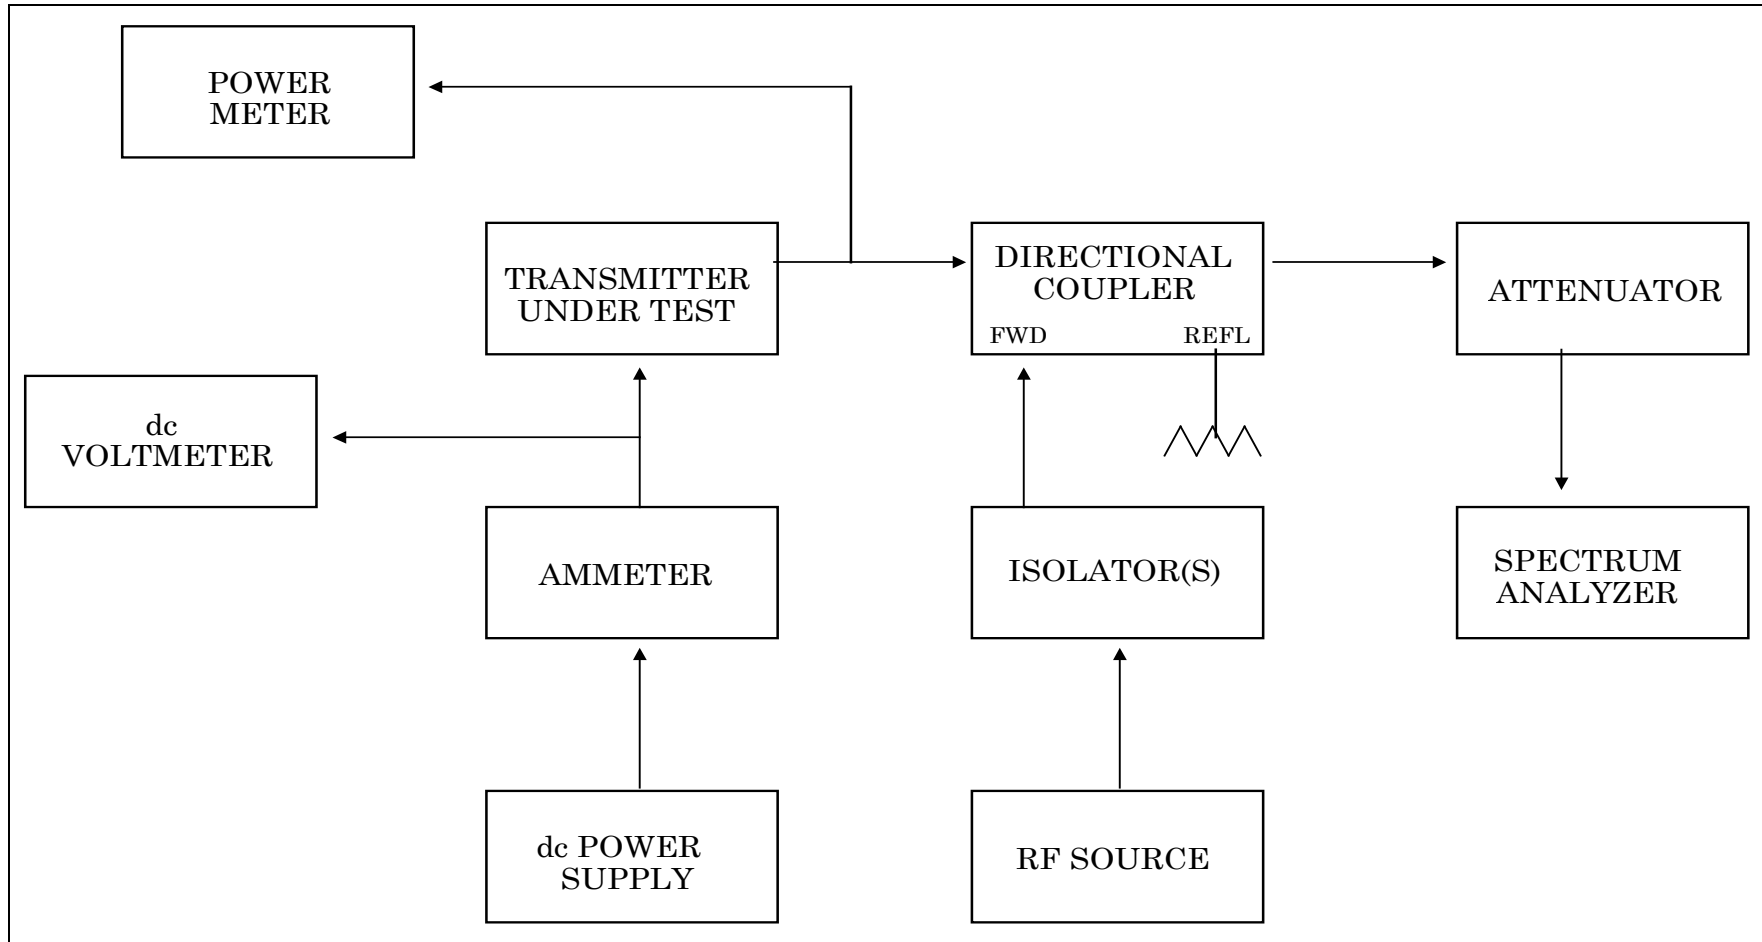 POWER
METER
TRANSMITTER
UNDER TEST
DIRECTIONAL
COUPLER
FWD
REFL
ATTENUATOR
dc
VOLTMETER
AMMETER
ISOLATOR(S)
SPECTRUM
ANALYZER
dc POWER
SUPPLY
RF SOURCE